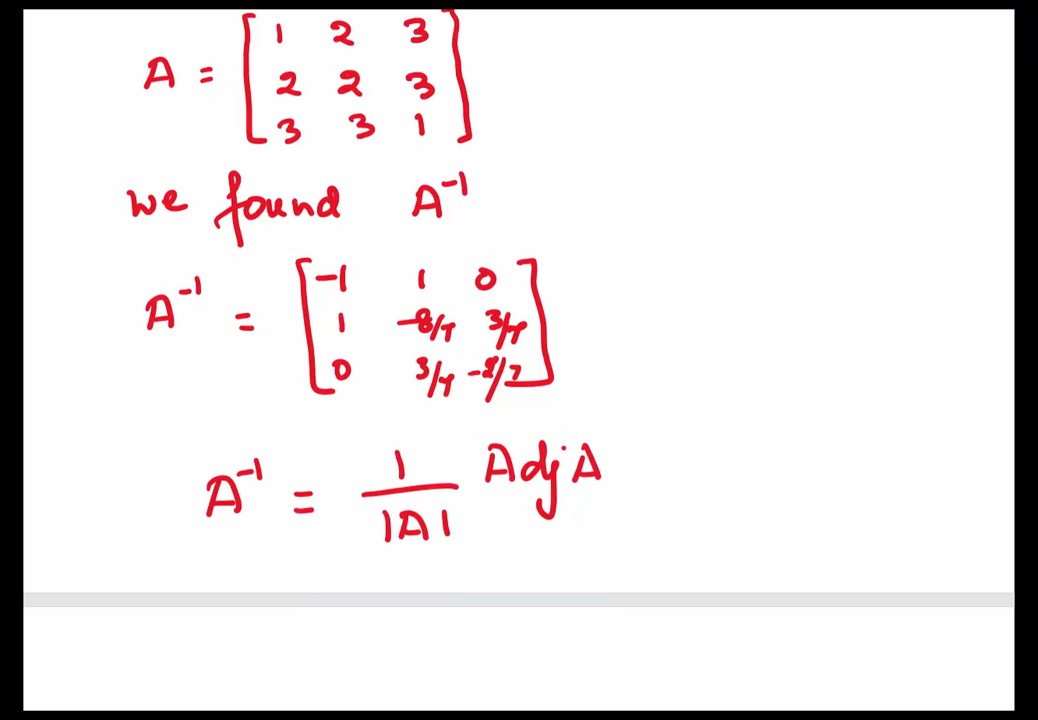 1 2 3
A = 2 2 3
3 3 1
we found A⁻¹
-1 1 0
A⁻¹ = 1 -8/7 3/7
0 3/7 -2/7
A⁻¹ = 1/|A| Adj A